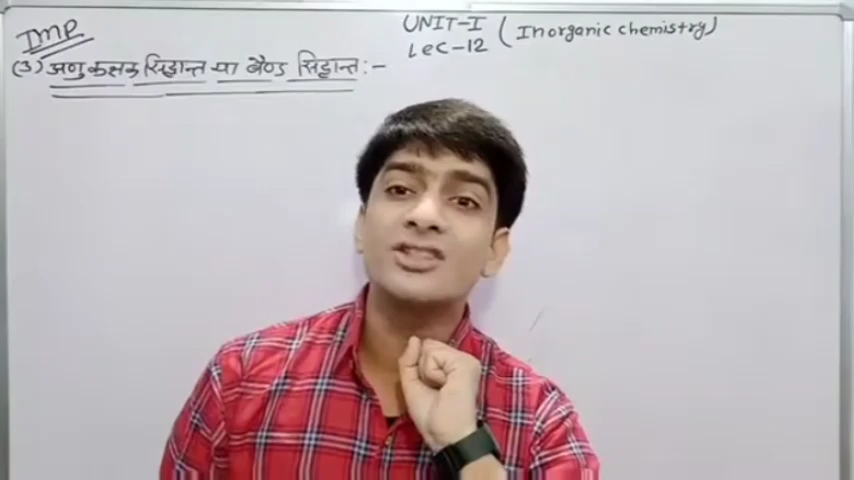 IMP
UNIT-I (Inorganic chemistry)
Lec-12
(3) अणु कक्षक सिद्धान्त या बैण्ड सिद्धान्त :-